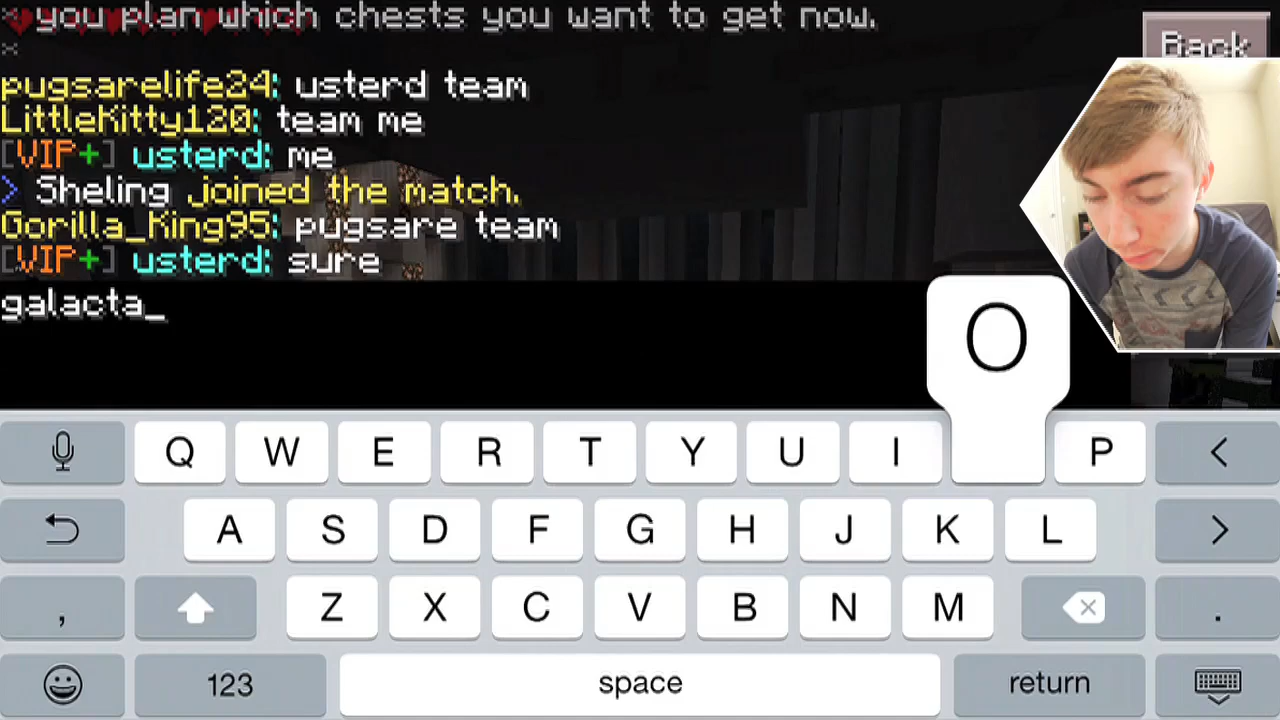 you plan which chests you want to get now.
Back
pugsarelife24: usterd team
LittleKitty120: team me
[VIP+] usterd: me
> Sheling joined the match.
Gorilla_King95: pugsare team
[VIP+] usterd: sure
galacta_
O
Q W E R T Y U I P <
A S D F G H J K L >
, Z X C V B N M .
123 space return